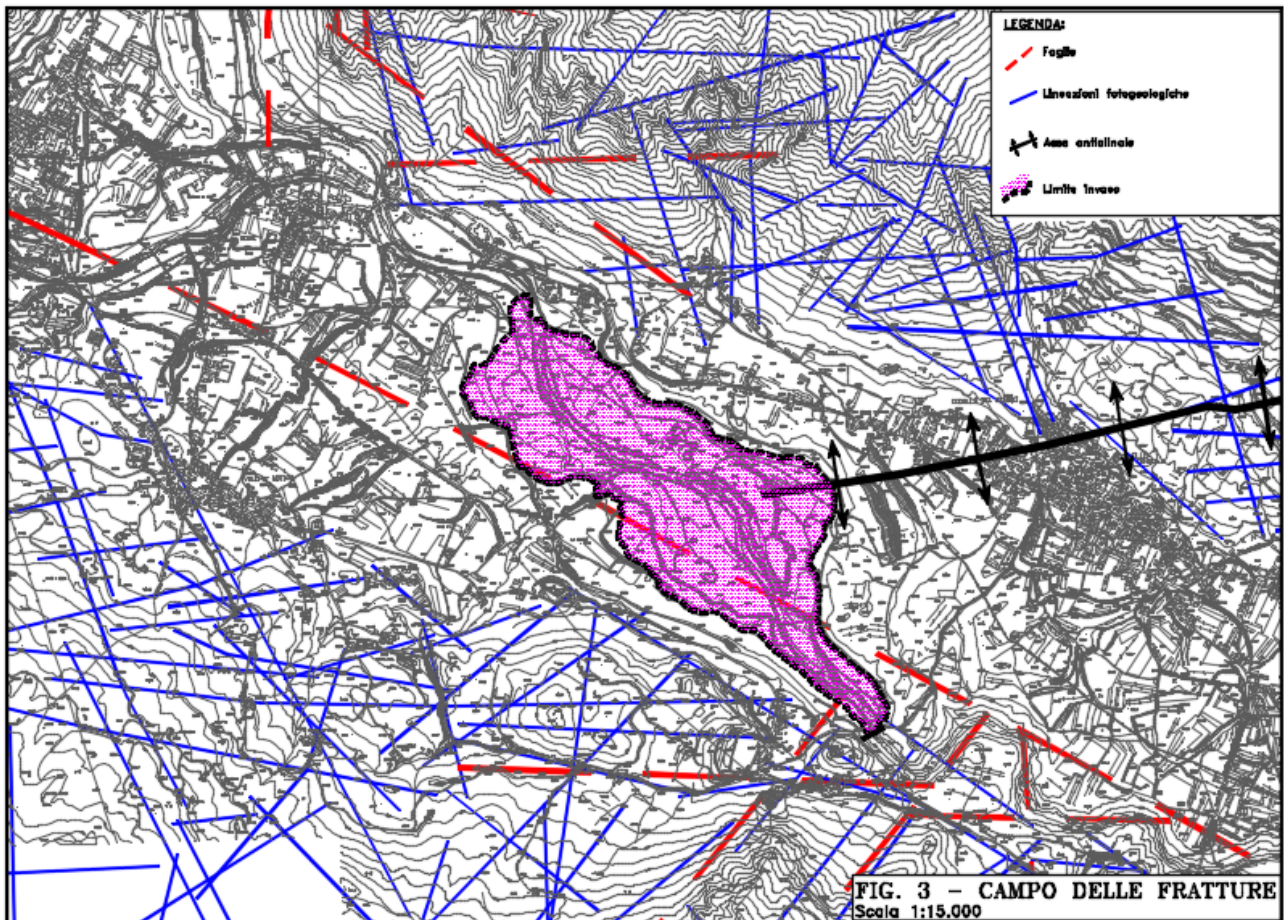 LEGENDA:
Faglie
Lineazioni fotogeologiche
Asse anticlinale
Limite invaso
FIG. 3 - CAMPO DELLE FRATTURE
Scala 1:15.000